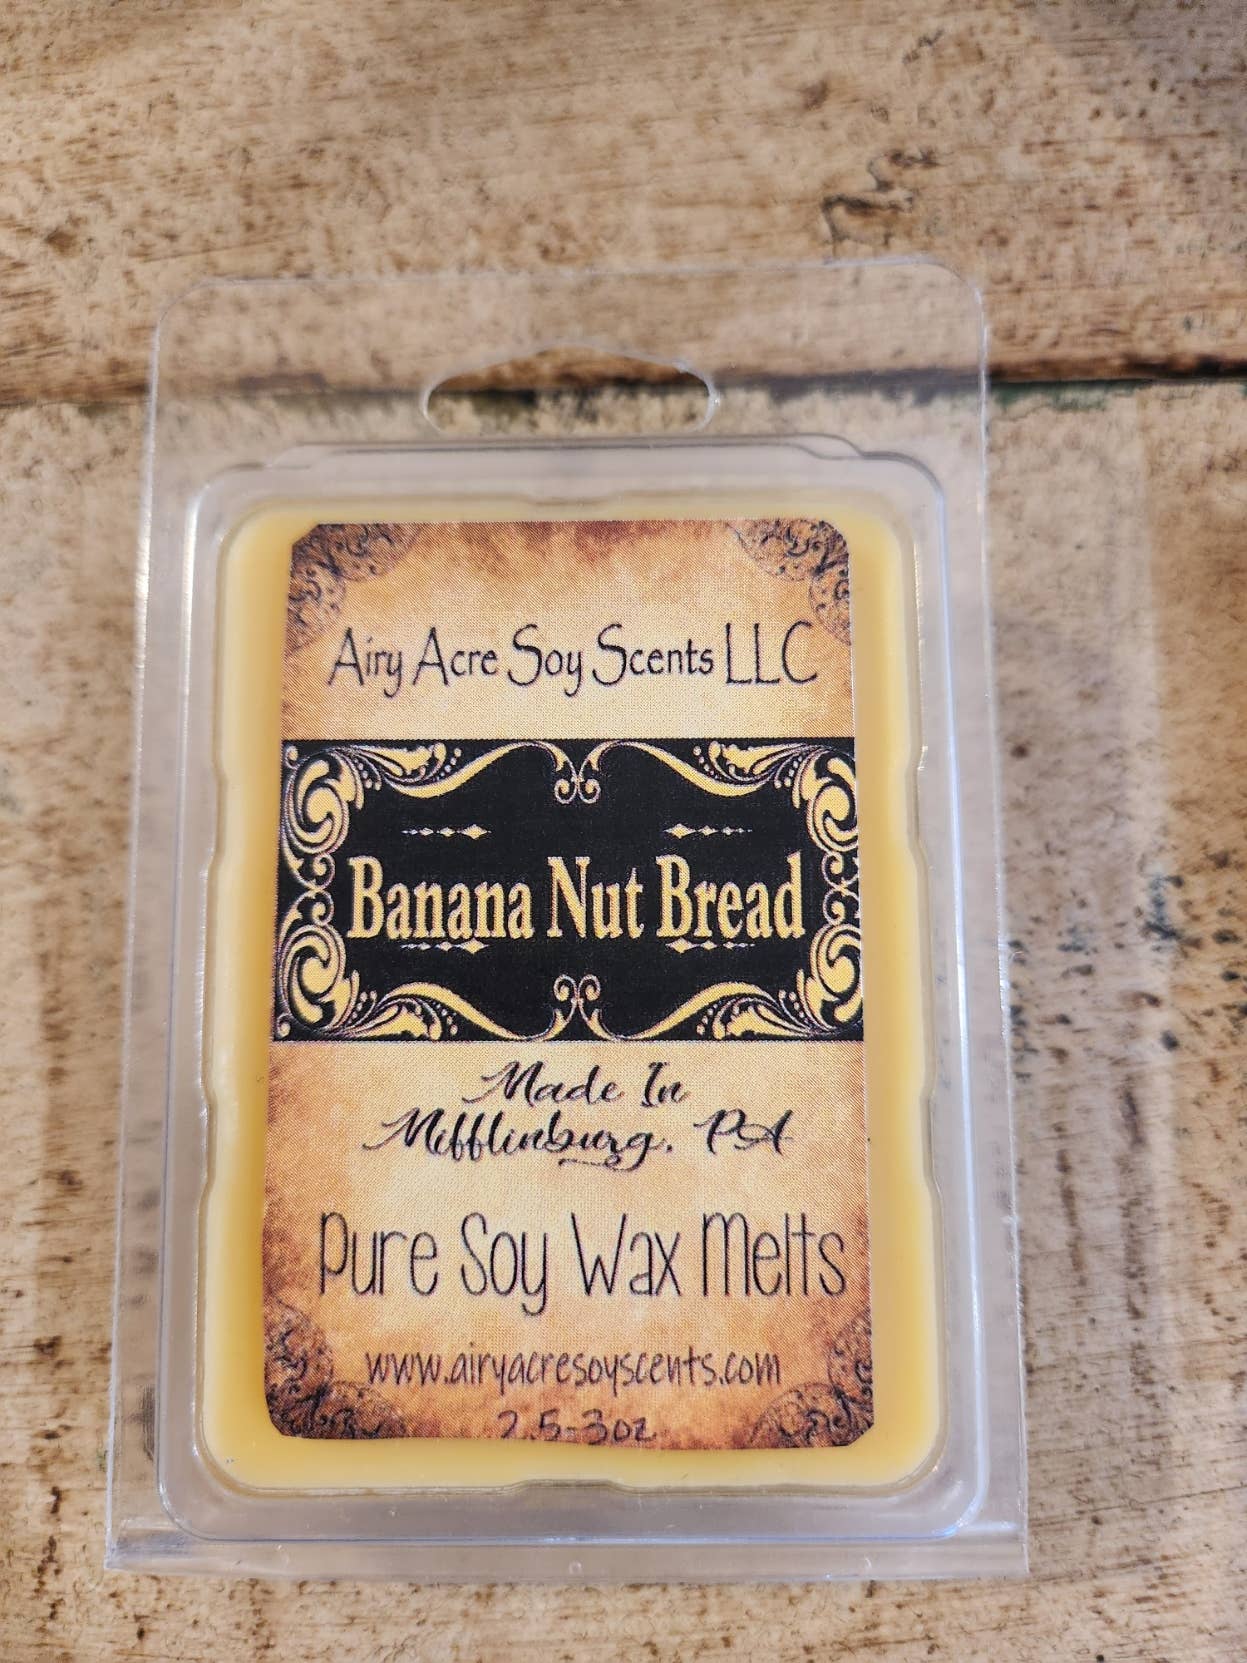 Airy Acre Soy Scents LLC
Banana Nut Bread
Made In
Mifflinburg, PA
Pure Soy Wax Melts
www.airyacresoyscents.com
2.5-3oz